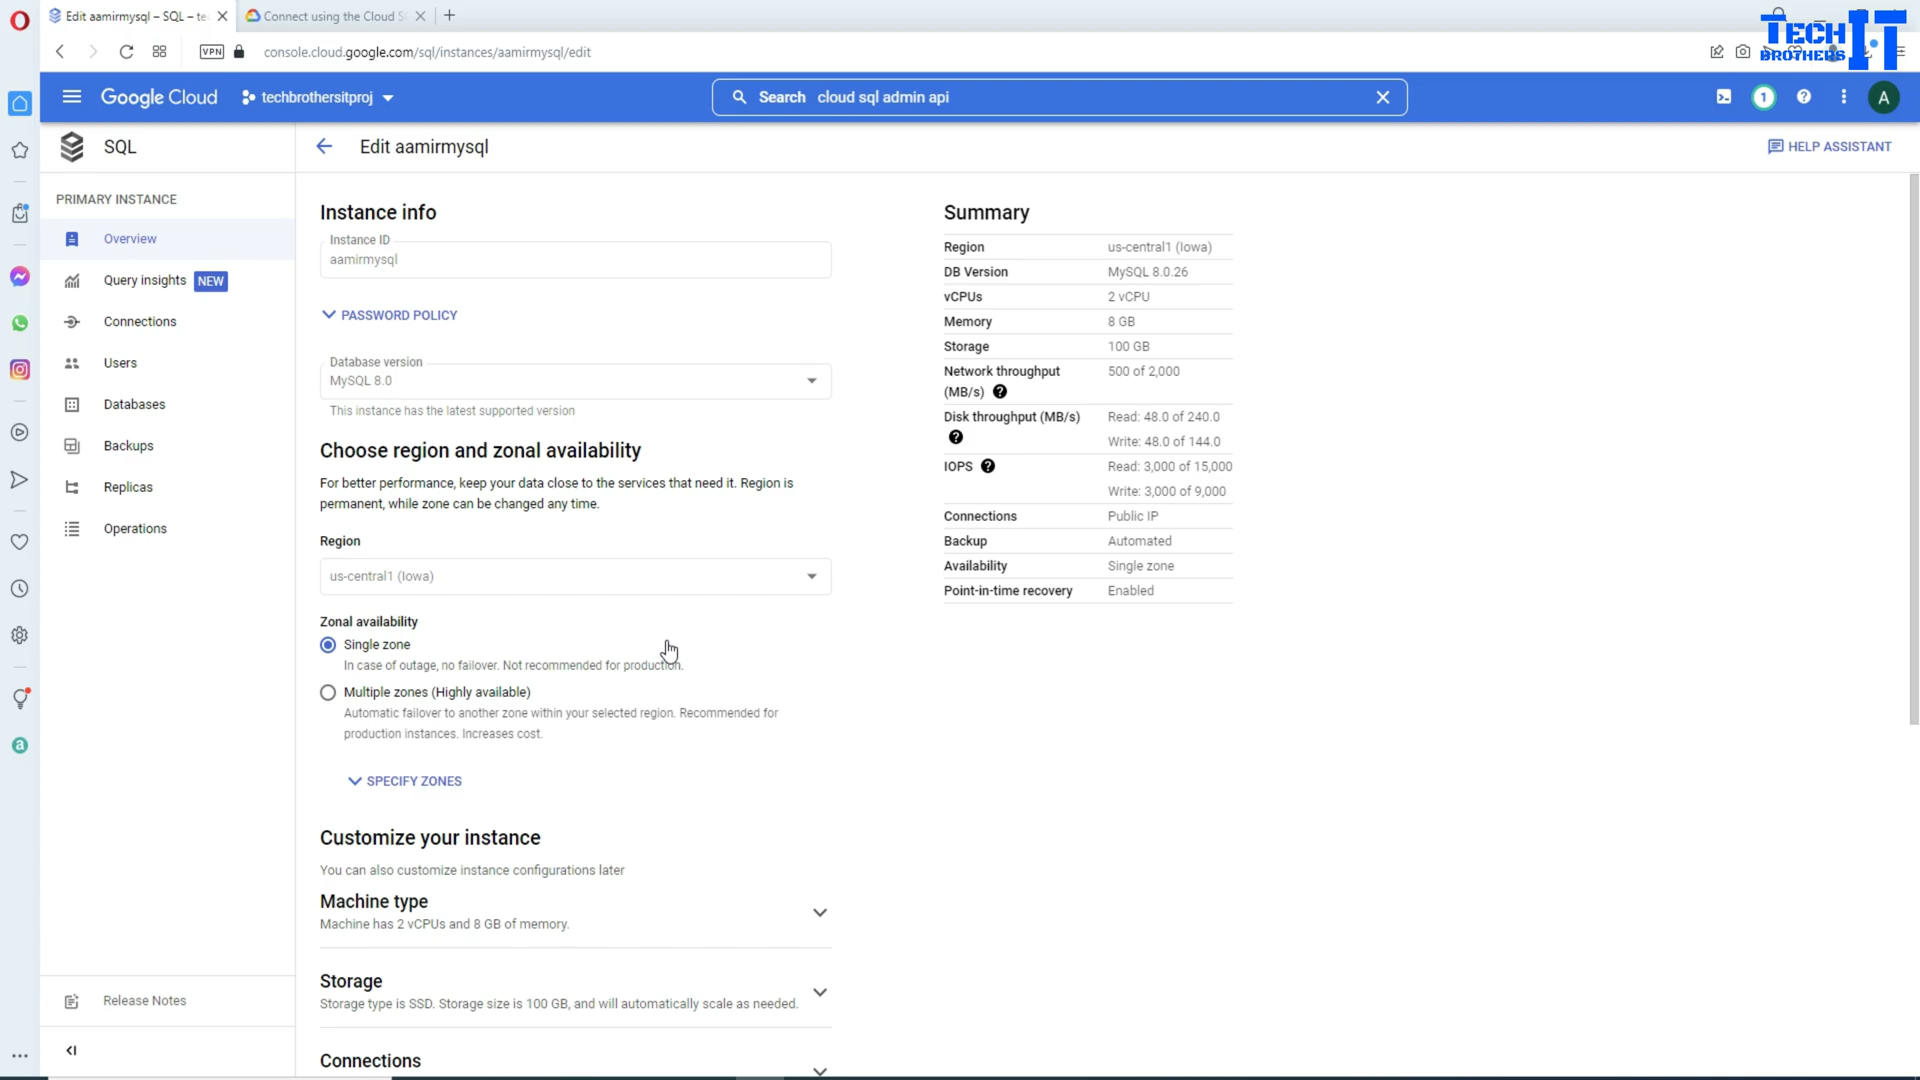 Edit aamirmysql – SQL – te
Connect using the Cloud S
VPN
console.cloud.google.com/sql/instances/aamirmysql/edit
TECH
BROTHERS
IT
Google Cloud
techbrothersitproj
Search cloud sql admin api
1
A
SQL
Edit aamirmysql
HELP ASSISTANT
PRIMARY INSTANCE
Overview
Query insights NEW
Connections
Users
Databases
Backups
Replicas
Operations
Release Notes
Instance info
Instance ID
aamirmysql
PASSWORD POLICY
Database version
MySQL 8.0
This instance has the latest supported version
Choose region and zonal availability
For better performance, keep your data close to the services that need it. Region is
permanent, while zone can be changed any time.
Region
us-central1 (Iowa)
Zonal availability
Single zone
In case of outage, no failover. Not recommended for production.
Multiple zones (Highly available)
Automatic failover to another zone within your selected region. Recommended for
production instances. Increases cost.
SPECIFY ZONES
Customize your instance
You can also customize instance configurations later
Machine type
Machine has 2 vCPUs and 8 GB of memory.
Storage
Storage type is SSD. Storage size is 100 GB, and will automatically scale as needed.
Connections
Summary
Region us-central1 (Iowa)
DB Version MySQL 8.0.26
vCPUs 2 vCPU
Memory 8 GB
Storage 100 GB
Network throughput 500 of 2,000
(MB/s)
Disk throughput (MB/s) Read: 48.0 of 240.0
Write: 48.0 of 144.0
IOPS Read: 3,000 of 15,000
Write: 3,000 of 9,000
Connections Public IP
Backup Automated
Availability Single zone
Point-in-time recovery Enabled
a